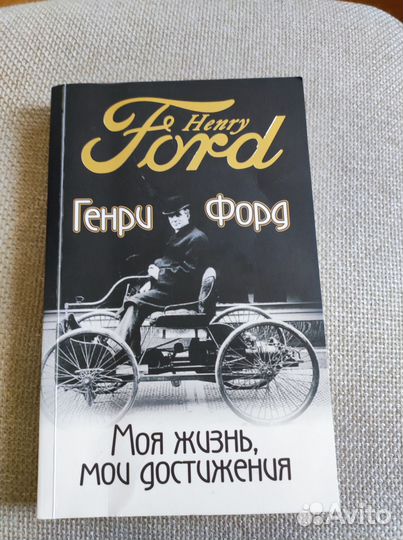 Henry
Ford
Генри Форд
Моя жизнь,
мои достижения
Avito